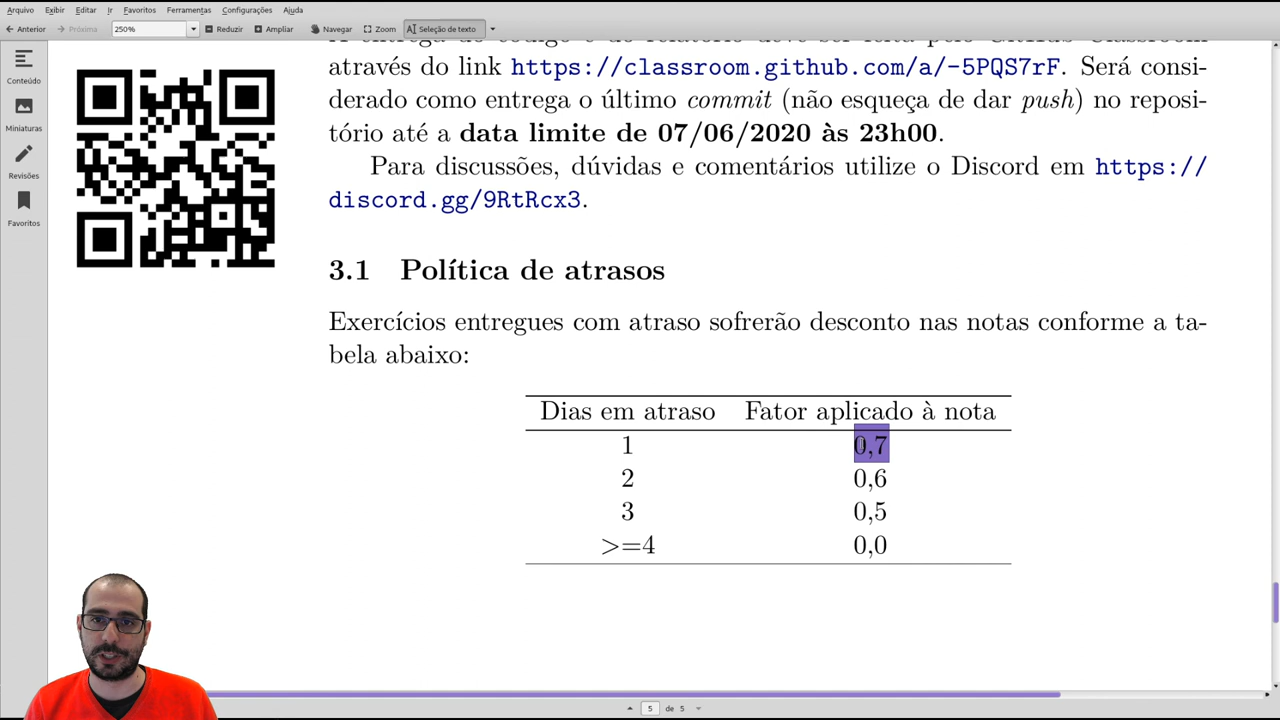 Arquivo Exibir Editar Ir Favoritos Ferramentas Configurações Ajuda
Anterior Próxima 250% Reduzir Ampliar Navegar Zoom Seleção de texto
Conteúdo
Miniaturas
Revisões
Favoritos
através do link https://classroom.github.com/a/-5PQS7rF. Será consi-
derado como entrega o último commit (não esqueça de dar push) no reposi-
tório até a data limite de 07/06/2020 às 23h00.
Para discussões, dúvidas e comentários utilize o Discord em https://
discord.gg/9RtRcx3.
3.1 Política de atrasos
Exercícios entregues com atraso sofrerão desconto nas notas conforme a ta-
bela abaixo:
Dias em atraso Fator aplicado à nota
1 0,7
2 0,6
3 0,5
>=4 0,0
5 de 5